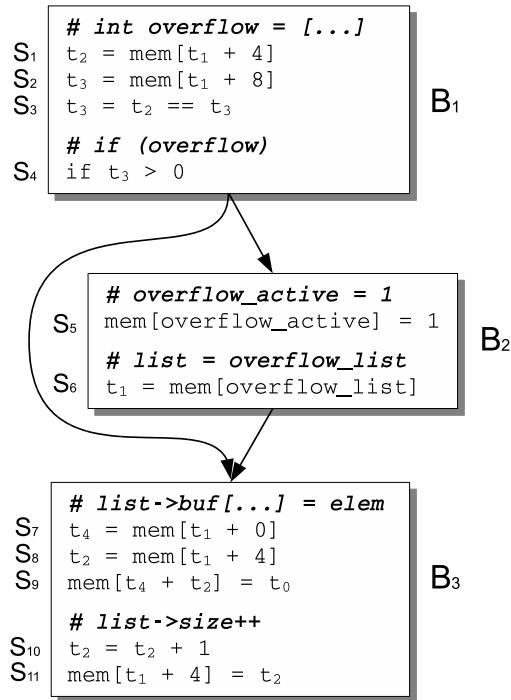 # int overflow = [...]
S₁ t₂ = mem[t₁ + 4]
S₂ t₃ = mem[t₁ + 8]
S₃ t₃ = t₂ == t₃
B₁
# if (overflow)
S₄ if t₃ > 0
# overflow_active = 1
S₅ mem[overflow_active] = 1
B₂
# list = overflow_list
S₆ t₁ = mem[overflow_list]
# list->buf[...] = elem
S₇ t₄ = mem[t₁ + 0]
S₈ t₂ = mem[t₁ + 4]
S₉ mem[t₄ + t₂] = t₀
B₃
# list->size++
S₁₀ t₂ = t₂ + 1
S₁₁ mem[t₁ + 4] = t₂